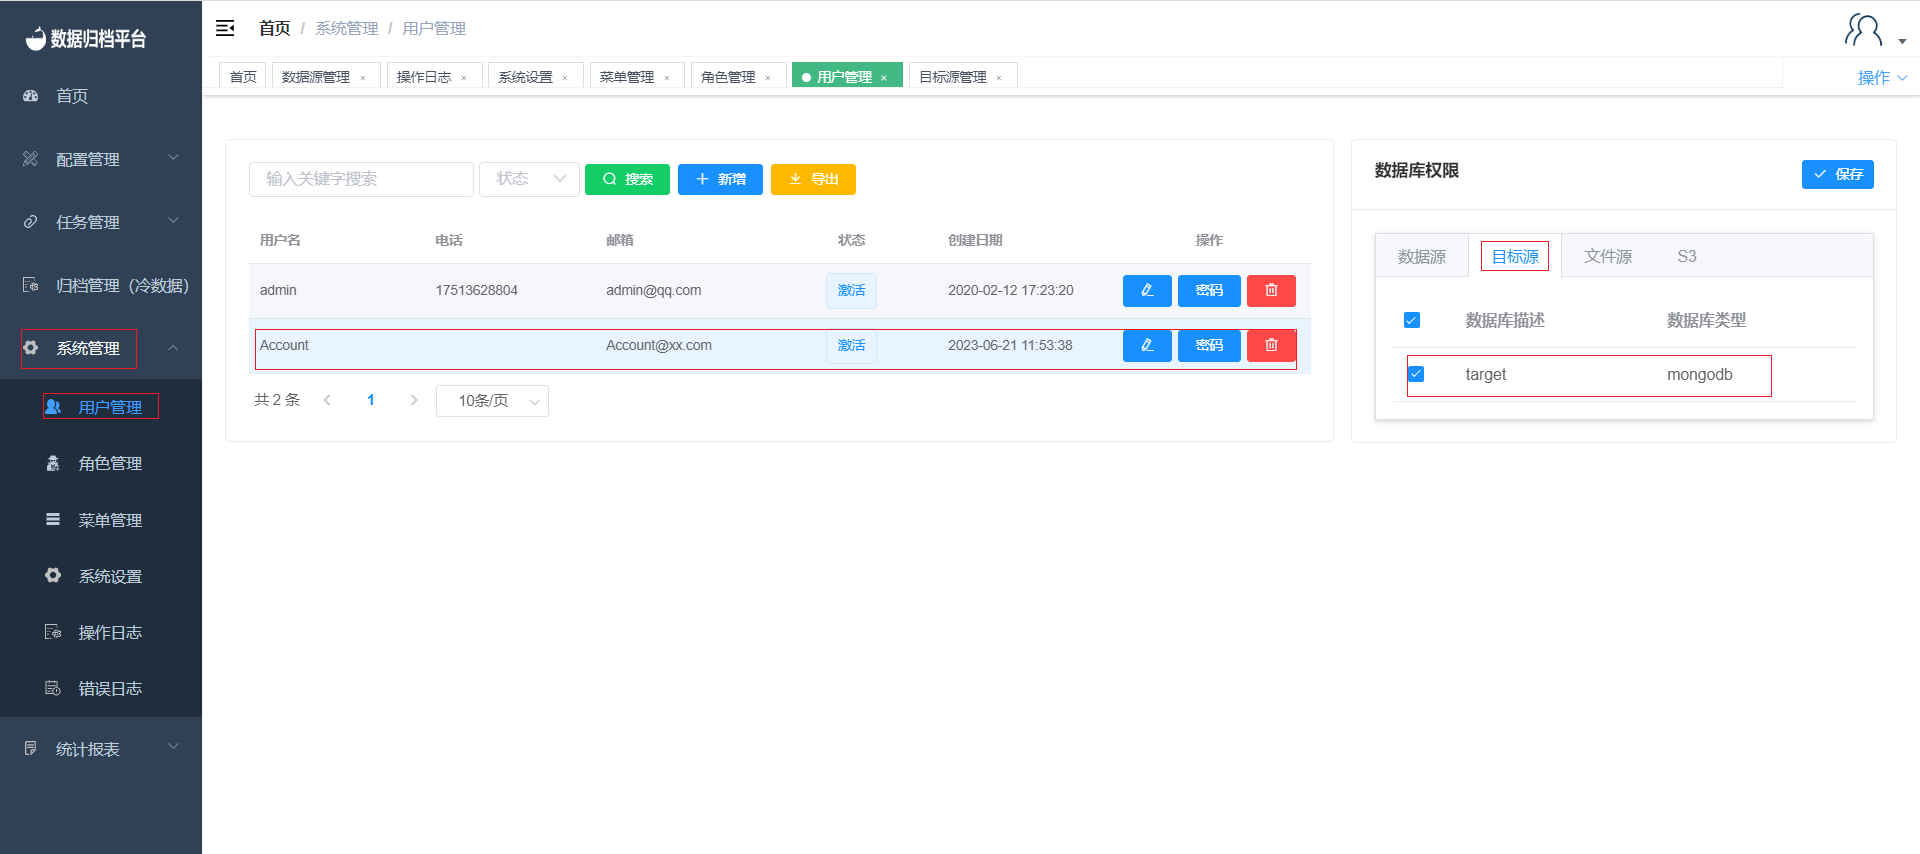 数据归档平台
首页
配置管理
任务管理
归档管理（冷数据）
系统管理
用户管理
角色管理
菜单管理
系统设置
操作日志
错误日志
统计报表
首页 / 系统管理 / 用户管理
首页 数据源管理 × 操作日志 × 系统设置 × 菜单管理 × 角色管理 × 用户管理 × 目标源管理 × 操作
输入关键字搜索 状态 搜索 新增 导出
用户名 电话 邮箱 状态 创建日期 操作
admin 17513628804 admin@qq.com 激活 2020-02-12 17:23:20 密码
Account Account@xx.com 激活 2023-06-21 11:53:38 密码
共 2 条 1 10条/页
数据库权限 保存
数据源 目标源 文件源 S3
数据库描述 数据库类型
target mongodb